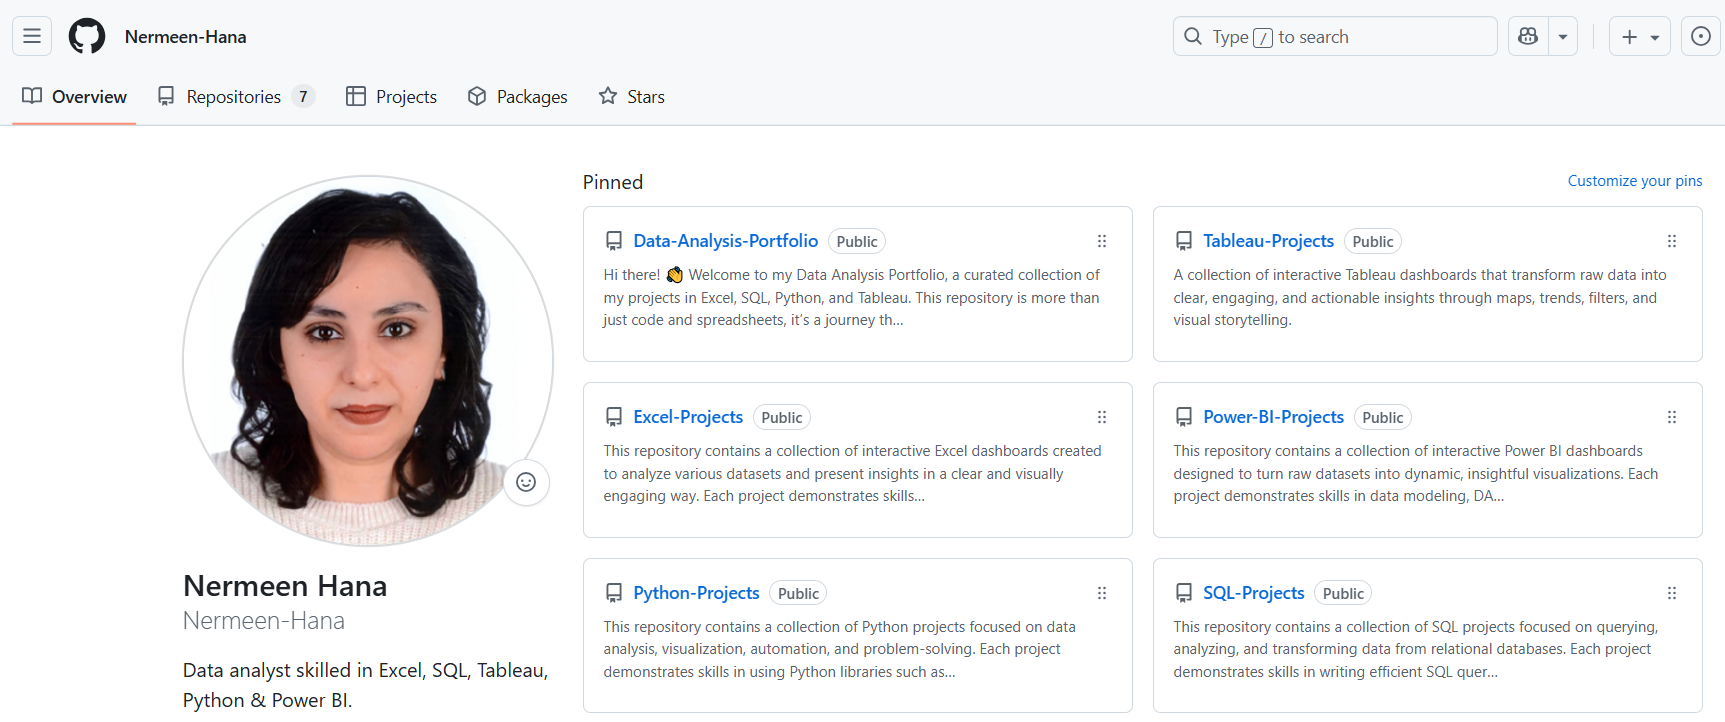 Nermeen-Hana
Type / to search
Overview
Repositories 7
Projects
Packages
Stars
Pinned
Customize your pins
Data-Analysis-Portfolio Public
Hi there! 👋 Welcome to my Data Analysis Portfolio, a curated collection of
my projects in Excel, SQL, Python, and Tableau. This repository is more than
just code and spreadsheets, it’s a journey th...
Tableau-Projects Public
A collection of interactive Tableau dashboards that transform raw data into
clear, engaging, and actionable insights through maps, trends, filters, and
visual storytelling.
Excel-Projects Public
This repository contains a collection of interactive Excel dashboards created
to analyze various datasets and present insights in a clear and visually
engaging way. Each project demonstrates skills...
Power-BI-Projects Public
This repository contains a collection of interactive Power BI dashboards
designed to turn raw datasets into dynamic, insightful visualizations. Each
project demonstrates skills in data modeling, DA...
Python-Projects Public
This repository contains a collection of Python projects focused on data
analysis, visualization, automation, and problem-solving. Each project
demonstrates skills in using Python libraries such as...
SQL-Projects Public
This repository contains a collection of SQL projects focused on querying,
analyzing, and transforming data from relational databases. Each project
demonstrates skills in writing efficient SQL quer...
Nermeen Hana
Nermeen-Hana
Data analyst skilled in Excel, SQL, Tableau,
Python & Power BI.